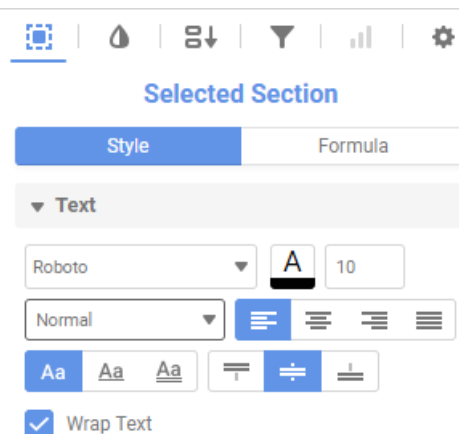 Selected Section
Style Formula
Text
Roboto A 10
Normal
Aa Aa Aa
Wrap Text